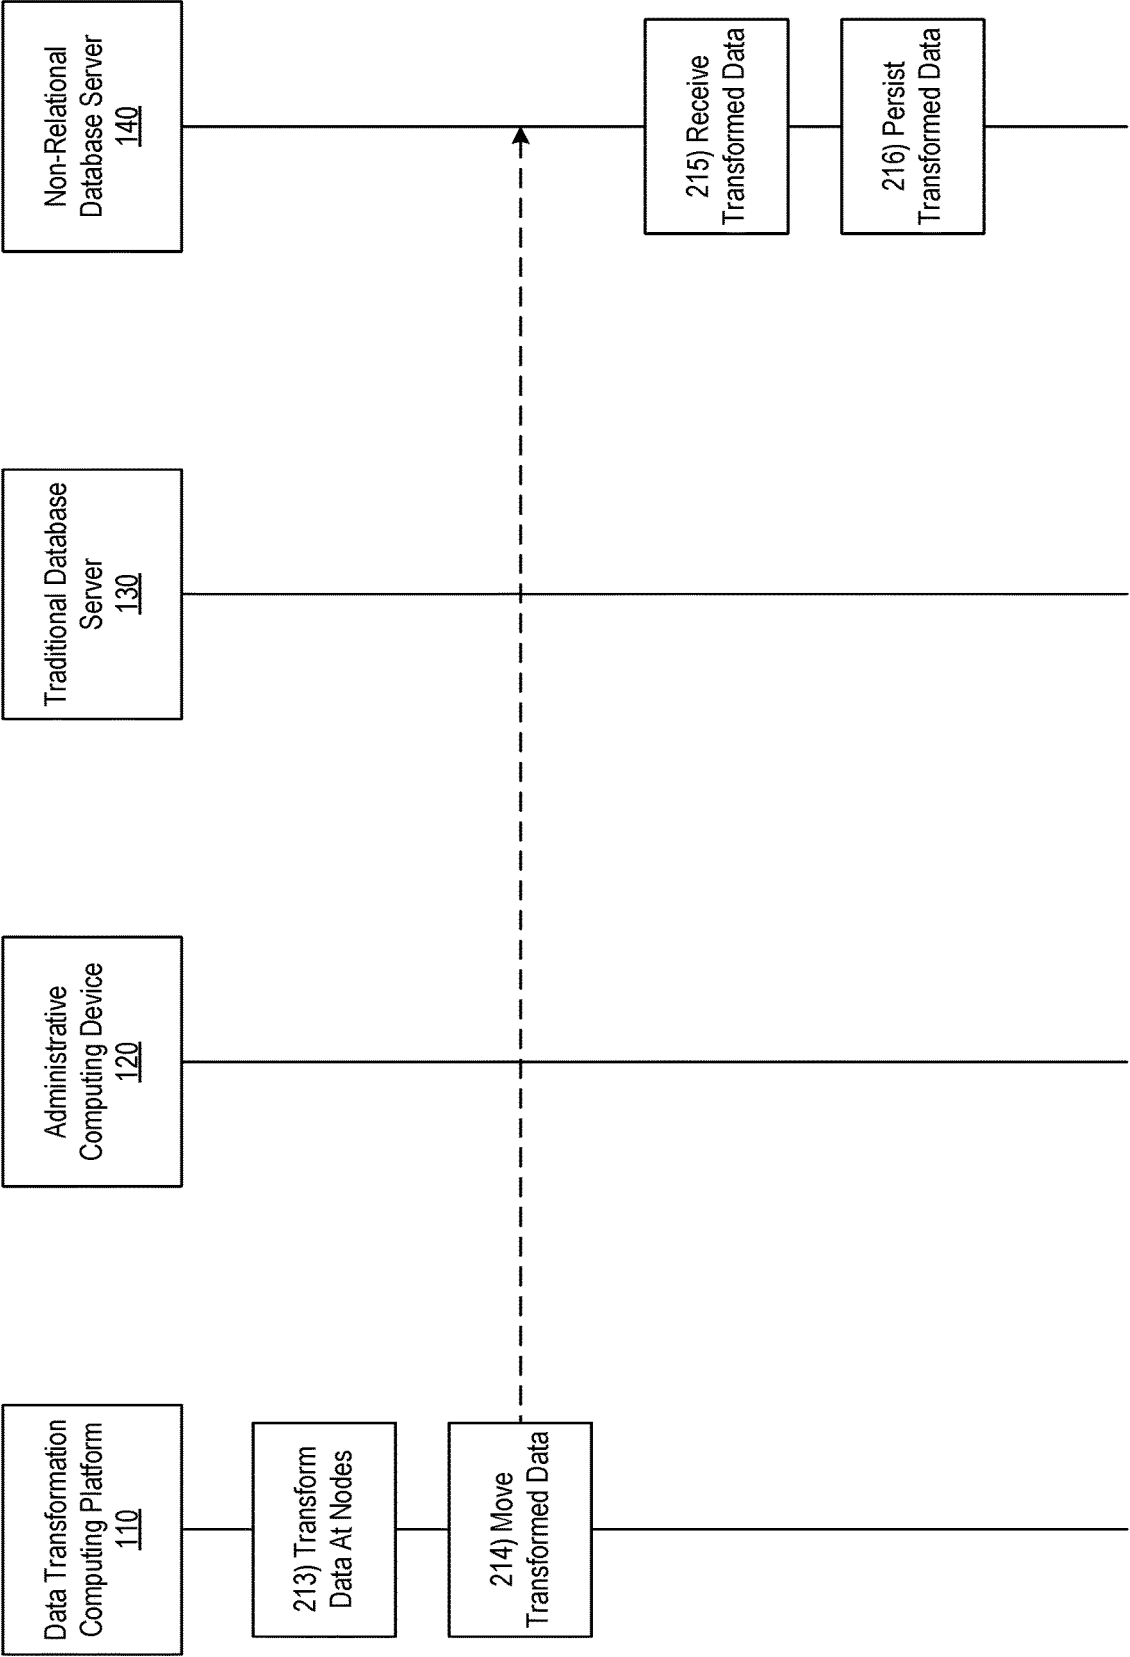 Data Transformation
Computing Platform
110
Administrative
Computing Device
120
Traditional Database
Server
130
Non-Relational
Database Server
140
213) Transform
Data At Nodes
214) Move
Transformed Data
215) Receive
Transformed Data
216) Persist
Transformed Data